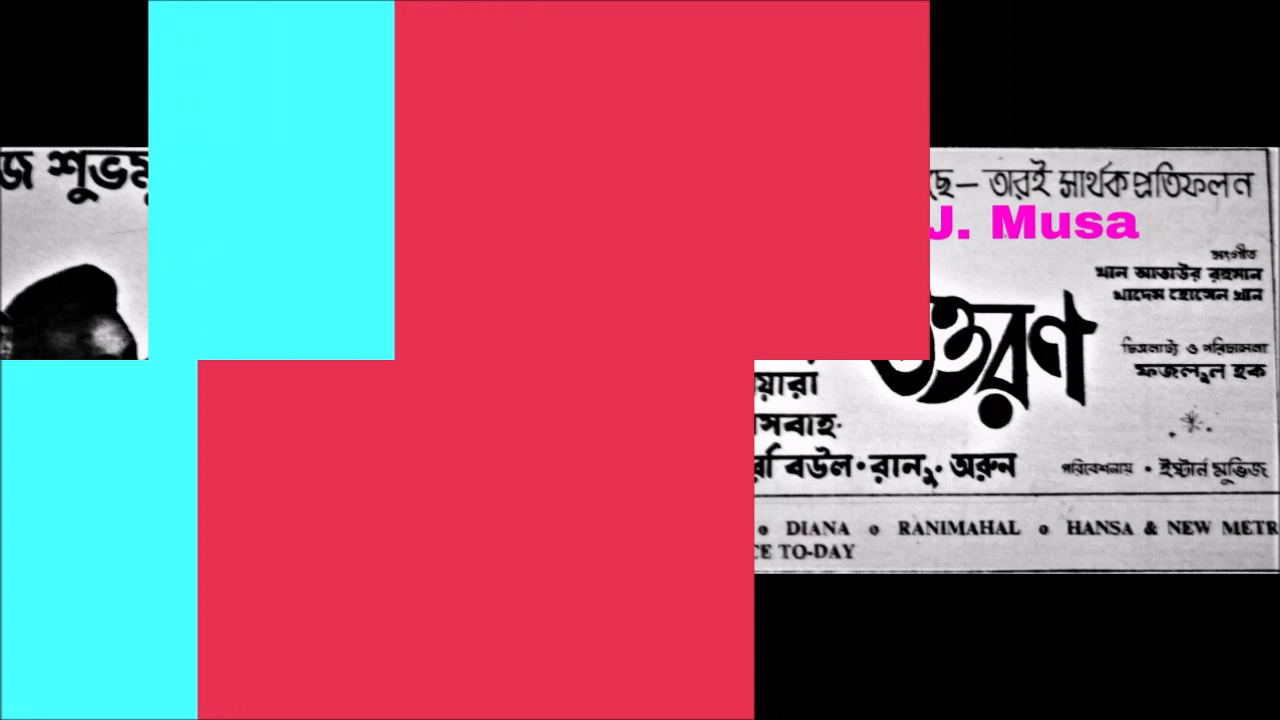 জ শুভমু
ছে— তারই সার্থক প্রতিফলন
J. Musa
সংগীত
খান আতাউর রহমান
খাদেম হোসেন খান
ত্তরণ
চিত্রনাট্য ও পরিচালনা
ফজলুল হক
য়ারা
সবাহ্·
বউল • রানু • অরুন
পরিবেশনায় • ইস্টার্ন মুভিজ
DIANA o RANIMAHAL o HANSA & NEW METR
CE TO-DAY